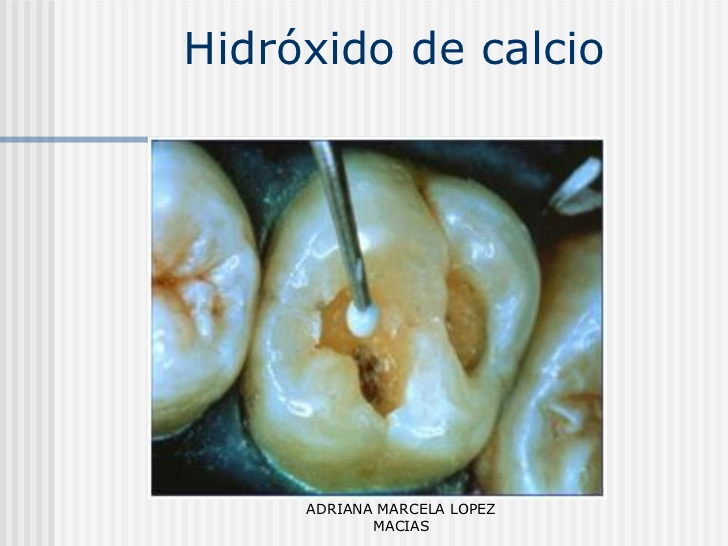 Hidróxido de calcio
ADRIANA MARCELA LOPEZ
MACIAS